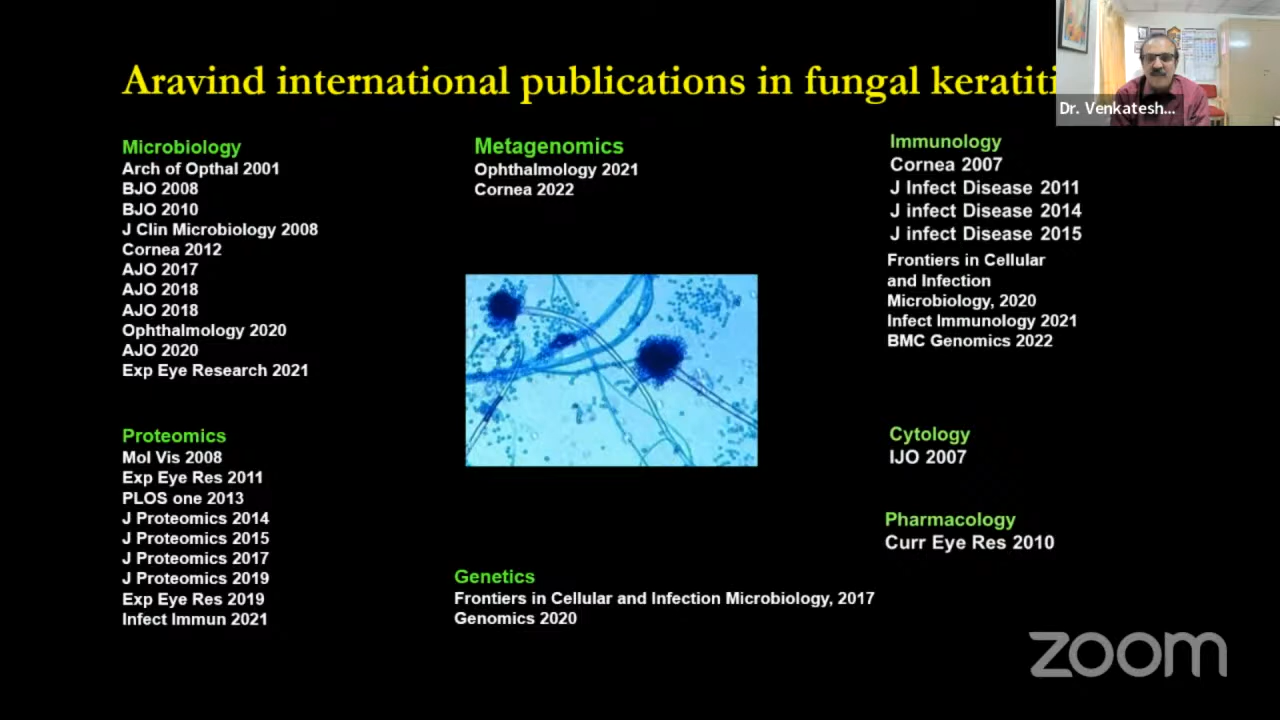 Aravind international publications in fungal keratiti
Dr. Venkatesh...
Microbiology
Arch of Opthal 2001
BJO 2008
BJO 2010
J Clin Microbiology 2008
Cornea 2012
AJO 2017
AJO 2018
AJO 2018
Ophthalmology 2020
AJO 2020
Exp Eye Research 2021
Proteomics
Mol Vis 2008
Exp Eye Res 2011
PLOS one 2013
J Proteomics 2014
J Proteomics 2015
J Proteomics 2017
J Proteomics 2019
Exp Eye Res 2019
Infect Immun 2021
Metagenomics
Ophthalmology 2021
Cornea 2022
Genetics
Frontiers in Cellular and Infection Microbiology, 2017
Genomics 2020
Immunology
Cornea 2007
J Infect Disease 2011
J infect Disease 2014
J infect Disease 2015
Frontiers in Cellular
and Infection
Microbiology, 2020
Infect Immunology 2021
BMC Genomics 2022
Cytology
IJO 2007
Pharmacology
Curr Eye Res 2010
zoom